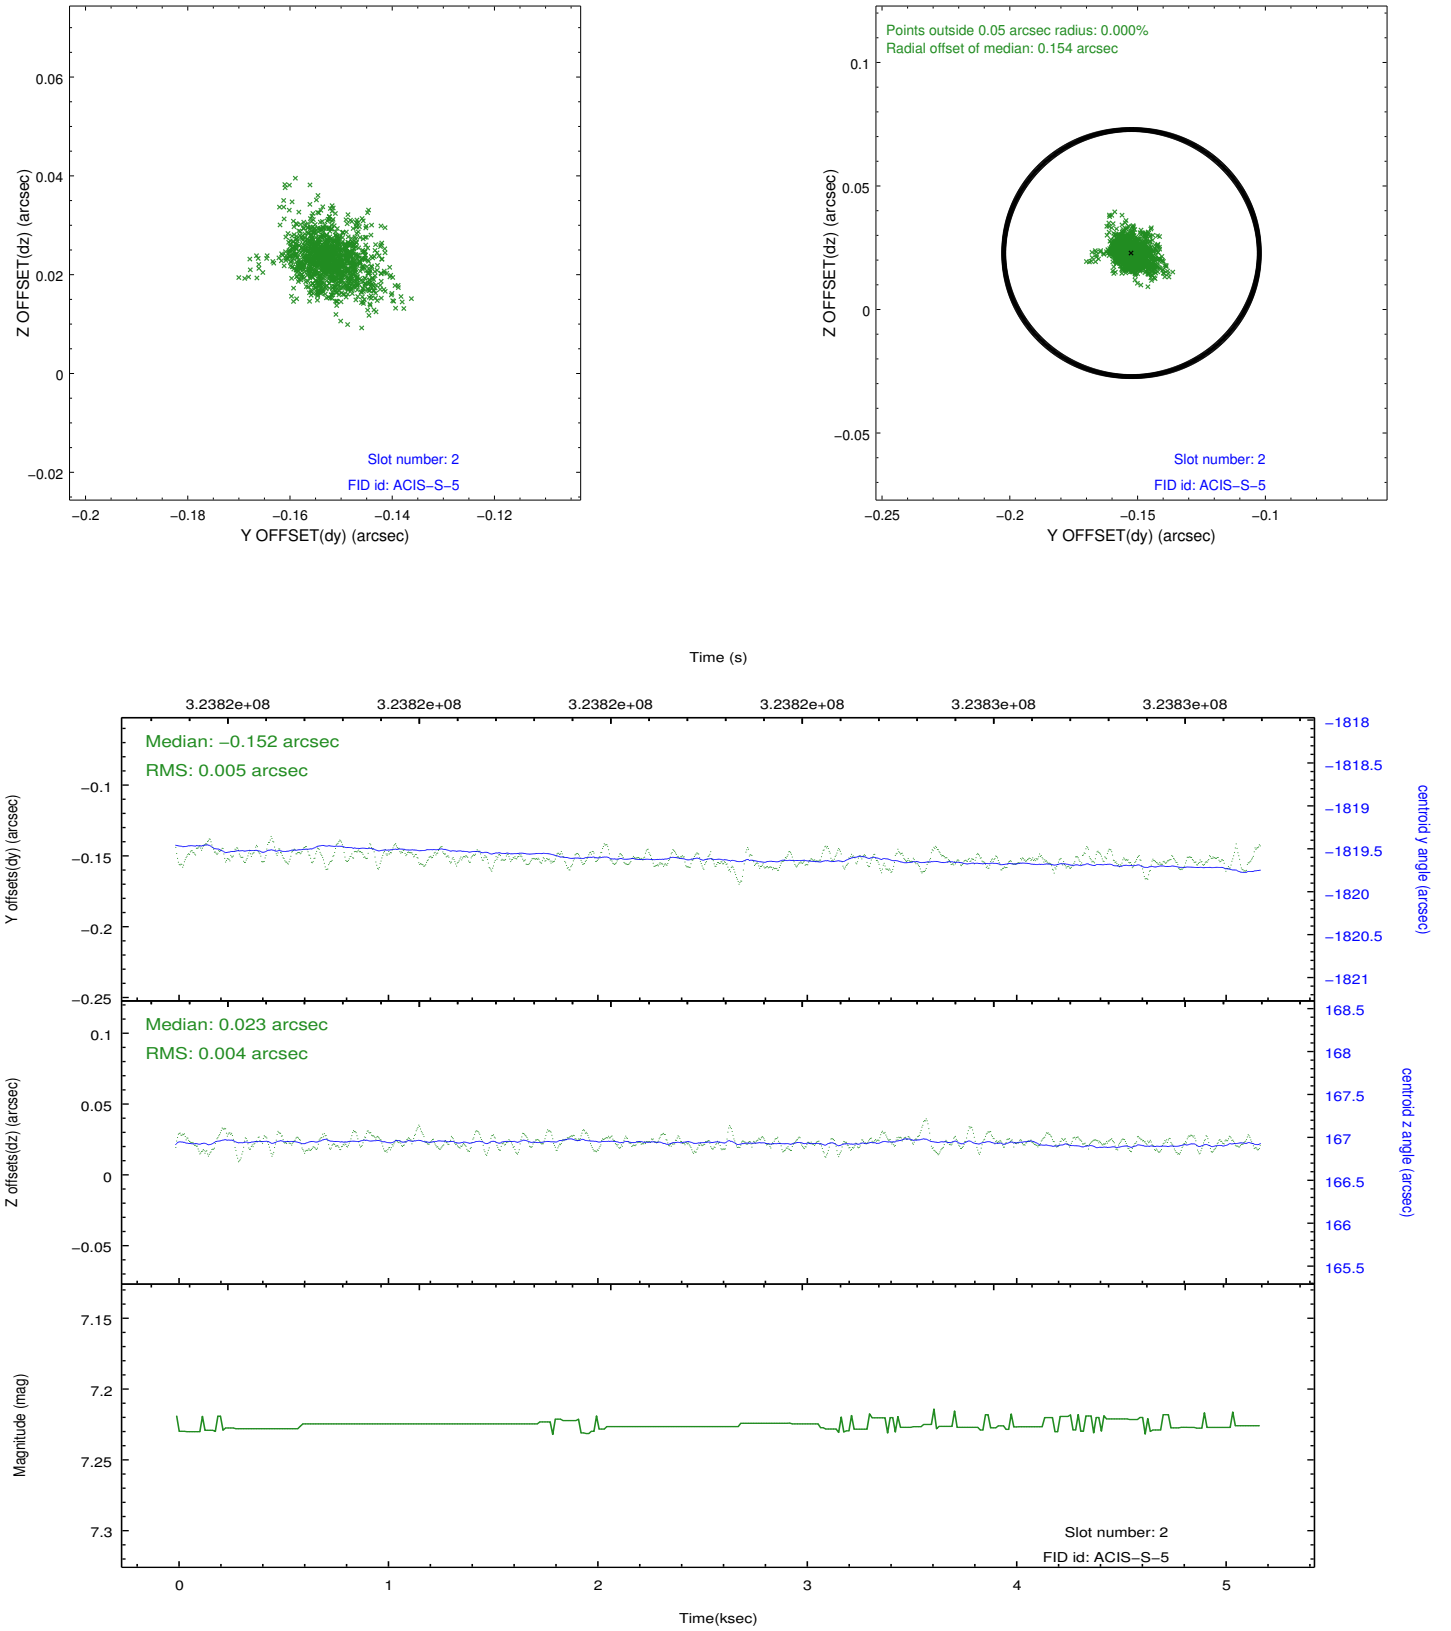 0.06
0.04
0.02
0
−0.02
Z OFFSET(dz) (arcsec)
Slot number: 2
FID id: ACIS−S−5
−0.2
−0.18
−0.16
−0.14
−0.12
Y OFFSET(dy) (arcsec)
Points outside 0.05 arcsec radius: 0.000%
Radial offset of median: 0.154 arcsec
0.1
0.05
0
−0.05
Z OFFSET(dz) (arcsec)
Slot number: 2
FID id: ACIS−S−5
−0.25
−0.2
−0.15
−0.1
Y OFFSET(dy) (arcsec)
Time (s)
3.2382e+08
3.2382e+08
3.2382e+08
3.2382e+08
3.2383e+08
3.2383e+08
Median: −0.152 arcsec
RMS: 0.005 arcsec
−0.1
−0.15
−0.2
−0.25
Y offsets(dy) (arcsec)
−1818
−1818.5
−1819
−1819.5
−1820
−1820.5
−1821
centroid y angle (arcsec)
Median: 0.023 arcsec
RMS: 0.004 arcsec
0.1
0.05
0
−0.05
Z offsets(dz) (arcsec)
168.5
168
167.5
167
166.5
166
165.5
centroid z angle (arcsec)
7.15
7.2
7.25
7.3
Magnitude (mag)
Slot number: 2
FID id: ACIS−S−5
0
1
2
3
4
5
Time(ksec)